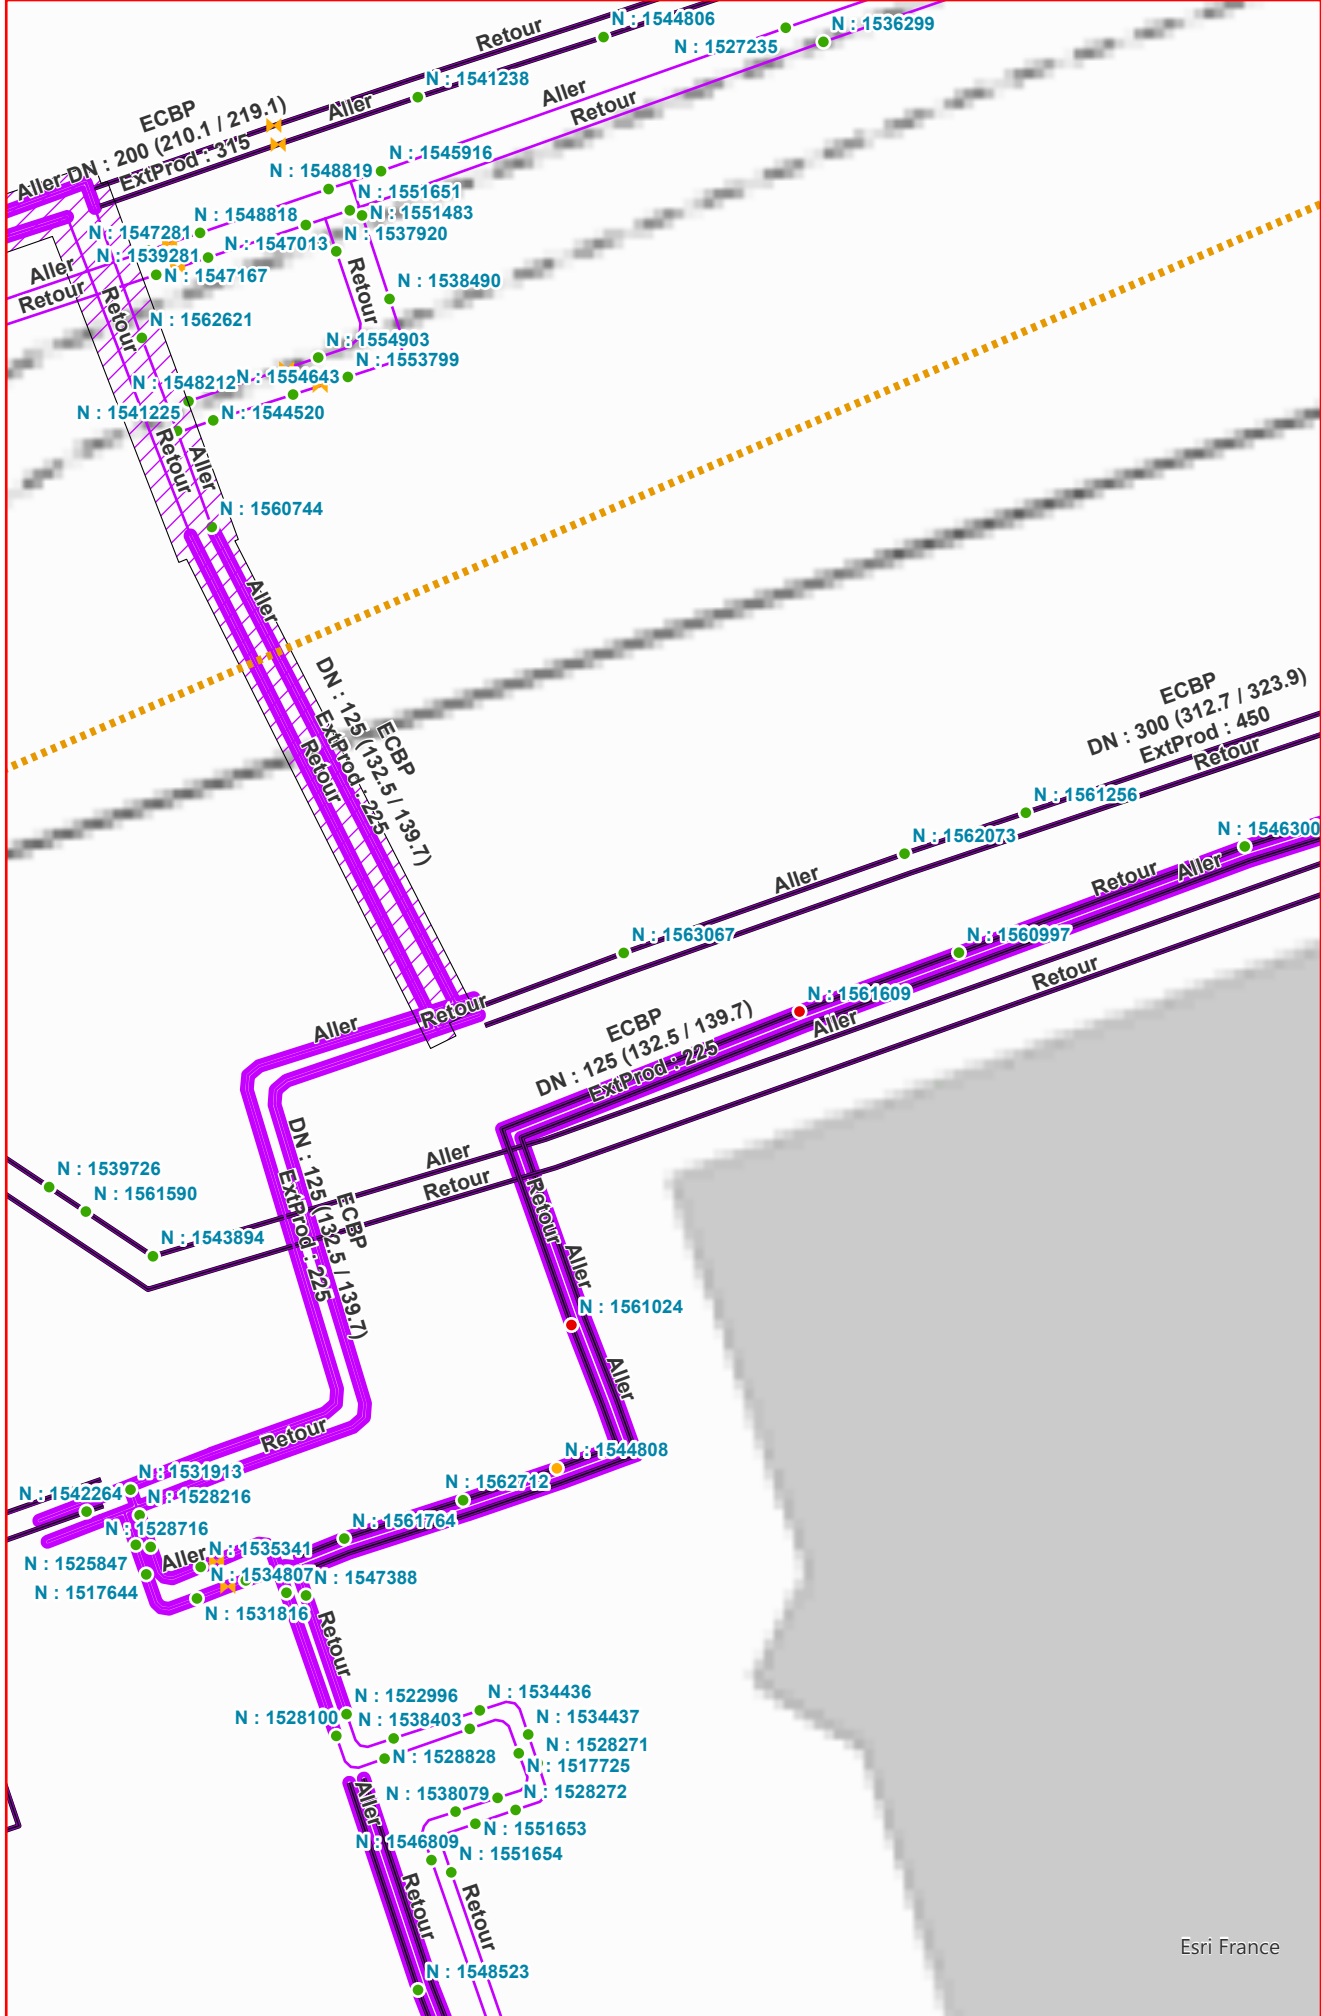 Retour
N : 1544806
N : 1536299
N : 1527235
N : 1541238
Aller
Retour
ECBP
DN : 200 (210.1 / 219.1)
ExtProd : 315
Aller
Aller
N : 1545916
N : 1548819
N : 1551651
N : 1551483
N : 1548818
N : 1537920
N : 1547281
N : 1547013
N : 1539281
N : 1547167
Aller
Retour
Retour
Retour
N : 1538490
N : 1562621
N : 1554903
N : 1553799
N : 1554643
N : 1548212
N : 1541225
N : 1544520
Retour
Aller
N : 1560744
Aller
ECBP
DN : 125 (132.5 / 139.7)
ExtProd : 225
Retour
ECBP
DN : 300 (312.7 / 323.9)
ExtProd : 450
Retour
N : 1561256
N : 1562073
N : 1546300
Aller
Retour
Aller
N : 1563067
N : 1560997
Retour
N : 1561609
Aller
Retour
Aller
ECBP
DN : 125 (132.5 / 139.7)
ExtProd : 225
Aller
Retour
N : 1539726
N : 1561590
N : 1543894
ECBP
DN : 125 (132.5 / 139.7)
ExtProd : 225
Retour
Aller
N : 1561024
Aller
Retour
N : 1544808
N : 1531913
N : 1562712
N : 1542264
N : 1528216
N : 1561764
N : 1528716
N : 1535341
Aller
N : 1525847
N : 1534807
N : 1547388
N : 1517644
N : 1531816
Retour
N : 1522996
N : 1534436
N : 1528100
N : 1538403
N : 1534437
N : 1528271
N : 1528828
N : 1517725
N : 1538079
N : 1528272
Aller
N : 1551653
N : 1546809
N : 1551654
Retour
Retour
N : 1548523
Esri France